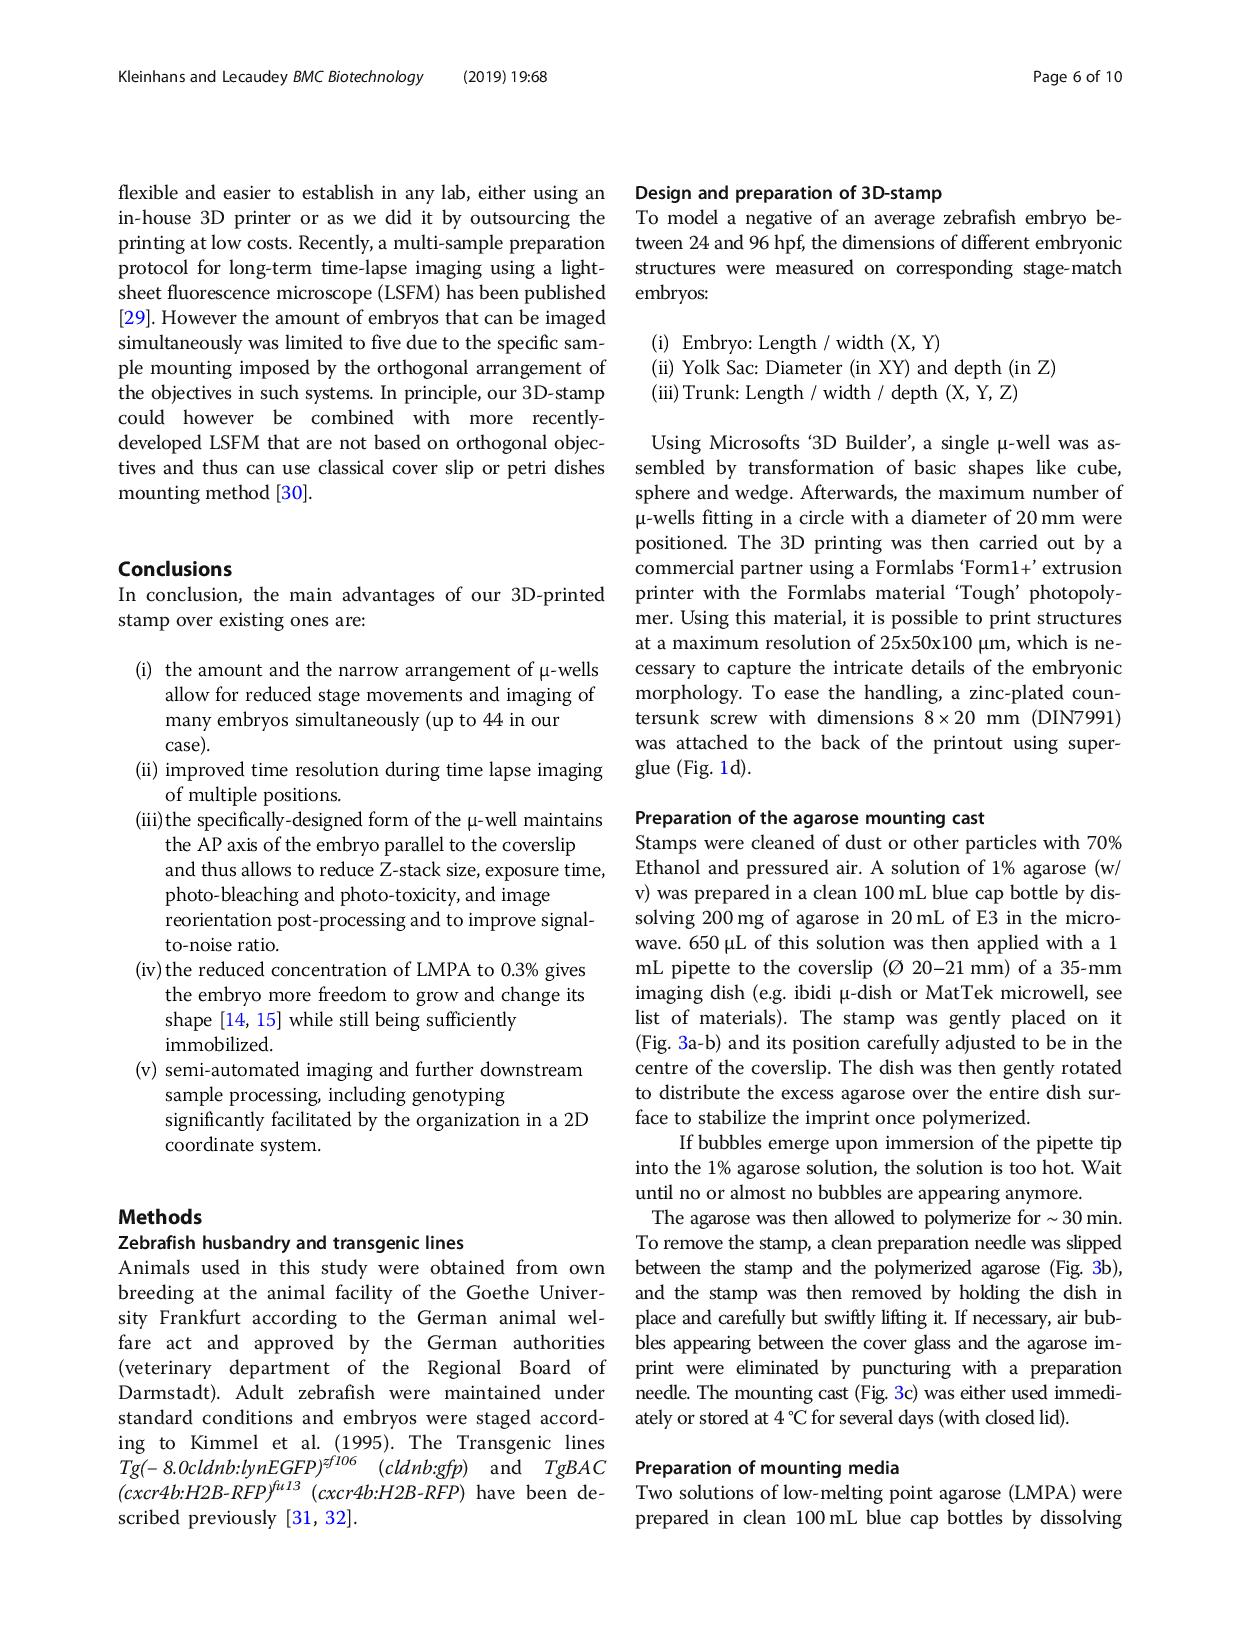 Kleinhans and Lecaudey BMC Biotechnology (2019) 19:68
Page 6 of 10
flexible and easier to establish in any lab, either using an
in-house 3D printer or as we did it by outsourcing the
printing at low costs. Recently, a multi-sample preparation
protocol for long-term time-lapse imaging using a light-
sheet fluorescence microscope (LSFM) has been published
[29]. However the amount of embryos that can be imaged
simultaneously was limited to five due to the specific sam-
ple mounting imposed by the orthogonal arrangement of
the objectives in such systems. In principle, our 3D-stamp
could however be combined with more recently-
developed LSFM that are not based on orthogonal objec-
tives and thus can use classical cover slip or petri dishes
mounting method [30].
Conclusions
In conclusion, the main advantages of our 3D-printed
stamp over existing ones are:
(i) the amount and the narrow arrangement of μ-wells
allow for reduced stage movements and imaging of
many embryos simultaneously (up to 44 in our
case).
(ii) improved time resolution during time lapse imaging
of multiple positions.
(iii) the specifically-designed form of the μ-well maintains
the AP axis of the embryo parallel to the coverslip
and thus allows to reduce Z-stack size, exposure time,
photo-bleaching and photo-toxicity, and image
reorientation post-processing and to improve signal-
to-noise ratio.
(iv) the reduced concentration of LMPA to 0.3% gives
the embryo more freedom to grow and change its
shape [14, 15] while still being sufficiently
immobilized.
(v) semi-automated imaging and further downstream
sample processing, including genotyping
significantly facilitated by the organization in a 2D
coordinate system.
Methods
Zebrafish husbandry and transgenic lines
Animals used in this study were obtained from own
breeding at the animal facility of the Goethe Univer-
sity Frankfurt according to the German animal wel-
fare act and approved by the German authorities
(veterinary department of the Regional Board of
Darmstadt). Adult zebrafish were maintained under
standard conditions and embryos were staged accord-
ing to Kimmel et al. (1995). The Transgenic lines
Tg(− 8.0cldnb:lynEGFP)zf106 (cldnb:gfp) and TgBAC
(cxcr4b:H2B-RFP)fu13 (cxcr4b:H2B-RFP) have been de-
scribed previously [31, 32].
Design and preparation of 3D-stamp
To model a negative of an average zebrafish embryo be-
tween 24 and 96 hpf, the dimensions of different embryonic
structures were measured on corresponding stage-match
embryos:
(i) Embryo: Length / width (X, Y)
(ii) Yolk Sac: Diameter (in XY) and depth (in Z)
(iii) Trunk: Length / width / depth (X, Y, Z)
Using Microsofts ‘3D Builder’, a single μ-well was as-
sembled by transformation of basic shapes like cube,
sphere and wedge. Afterwards, the maximum number of
μ-wells fitting in a circle with a diameter of 20 mm were
positioned. The 3D printing was then carried out by a
commercial partner using a Formlabs ‘Form1+’ extrusion
printer with the Formlabs material ‘Tough’ photopoly-
mer. Using this material, it is possible to print structures
at a maximum resolution of 25x50x100 μm, which is ne-
cessary to capture the intricate details of the embryonic
morphology. To ease the handling, a zinc-plated coun-
tersunk screw with dimensions 8 × 20 mm (DIN7991)
was attached to the back of the printout using super-
glue (Fig. 1d).
Preparation of the agarose mounting cast
Stamps were cleaned of dust or other particles with 70%
Ethanol and pressured air. A solution of 1% agarose (w/
v) was prepared in a clean 100 mL blue cap bottle by dis-
solving 200 mg of agarose in 20 mL of E3 in the micro-
wave. 650 μL of this solution was then applied with a 1
mL pipette to the coverslip (Ø 20–21 mm) of a 35-mm
imaging dish (e.g. ibidi μ-dish or MatTek microwell, see
list of materials). The stamp was gently placed on it
(Fig. 3a-b) and its position carefully adjusted to be in the
centre of the coverslip. The dish was then gently rotated
to distribute the excess agarose over the entire dish sur-
face to stabilize the imprint once polymerized.
If bubbles emerge upon immersion of the pipette tip
into the 1% agarose solution, the solution is too hot. Wait
until no or almost no bubbles are appearing anymore.
The agarose was then allowed to polymerize for ~ 30 min.
To remove the stamp, a clean preparation needle was slipped
between the stamp and the polymerized agarose (Fig. 3b),
and the stamp was then removed by holding the dish in
place and carefully but swiftly lifting it. If necessary, air bub-
bles appearing between the cover glass and the agarose im-
print were eliminated by puncturing with a preparation
needle. The mounting cast (Fig. 3c) was either used immedi-
ately or stored at 4 °C for several days (with closed lid).
Preparation of mounting media
Two solutions of low-melting point agarose (LMPA) were
prepared in clean 100 mL blue cap bottles by dissolving